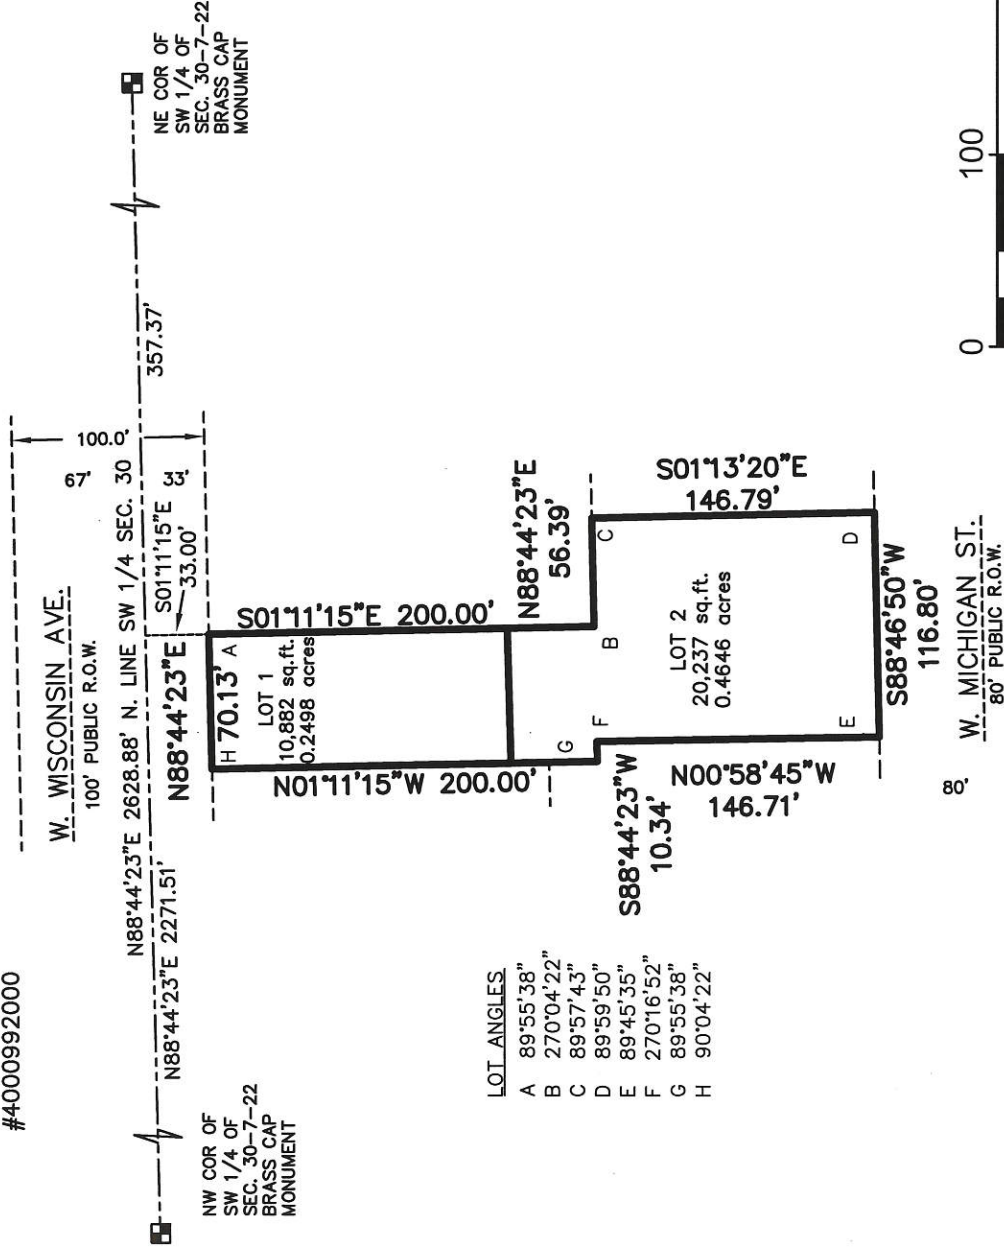 #4000992000
W. WISCONSIN AVE.
100' PUBLIC R.O.W.
67'
100.0'
33'
N88°44'23"E 2628.88' N. LINE SW 1/4 SEC. 30
357.37'
N88°44'23"E 2271.51'
NW COR OF
SW 1/4 OF
SEC. 30-7-22
BRASS CAP
MONUMENT
NE COR OF
SW 1/4 OF
SEC. 30-7-22
BRASS CAP
MONUMENT
S01°11'15"E
33.00'
N88°44'23"E
70.13'
H
A
LOT 1
10,882 sq.ft.
0.2498 acres
S01°11'15"E 200.00'
N01°11'15"W 200.00'
N88°44'23"E
56.39'
G
F
B
C
S88°44'23"W
10.34'
LOT 2
20,237 sq.ft.
0.4646 acres
S01°13'20"E
146.79'
N00°58'45"W
146.71'
E
D
S88°46'50"W
116.80'
80'
W. MICHIGAN ST.
80' PUBLIC R.O.W.
LOT ANGLES
A 89°55'38"
B 270°04'22"
C 89°57'43"
D 89°59'50"
E 89°45'35"
F 270°16'52"
G 89°55'38"
H 90°04'22"
0
100